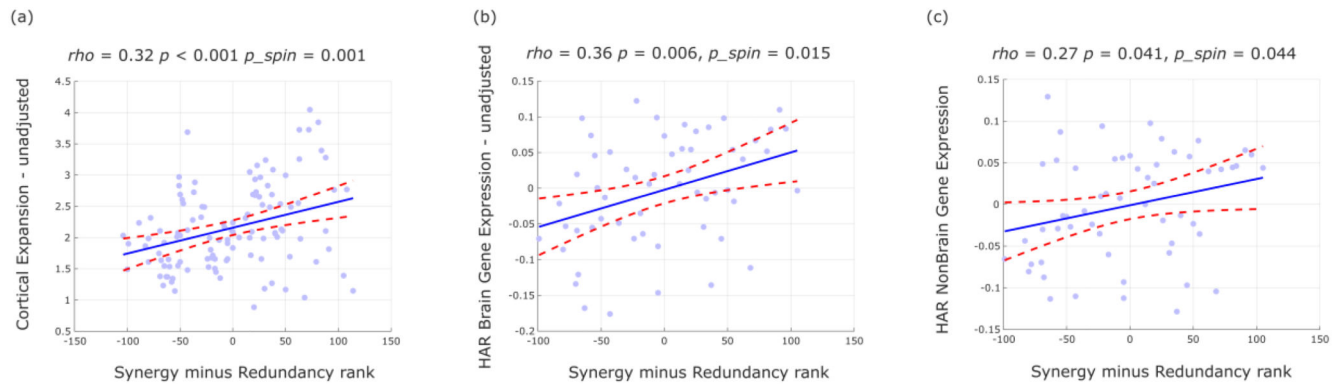 (a)
rho = 0.32 p < 0.001 p_spin = 0.001
Cortical Expansion - unadjusted
4.5
4
3.5
3
2.5
2
1.5
1
0.5
-150 -100 -50 0 50 100 150
Synergy minus Redundancy rank
(b)
rho = 0.36 p = 0.006, p_spin = 0.015
HAR Brain Gene Expression - unadjusted
0.15
0.1
0.05
0
-0.05
-0.1
-0.15
-0.2
-100 -50 0 50 100 150
Synergy minus Redundancy rank
(c)
rho = 0.27 p = 0.041, p_spin = 0.044
HAR NonBrain Gene Expression
0.15
0.1
0.05
0
-0.05
-0.1
-0.15
-100 -50 0 50 100 150
Synergy minus Redundancy rank